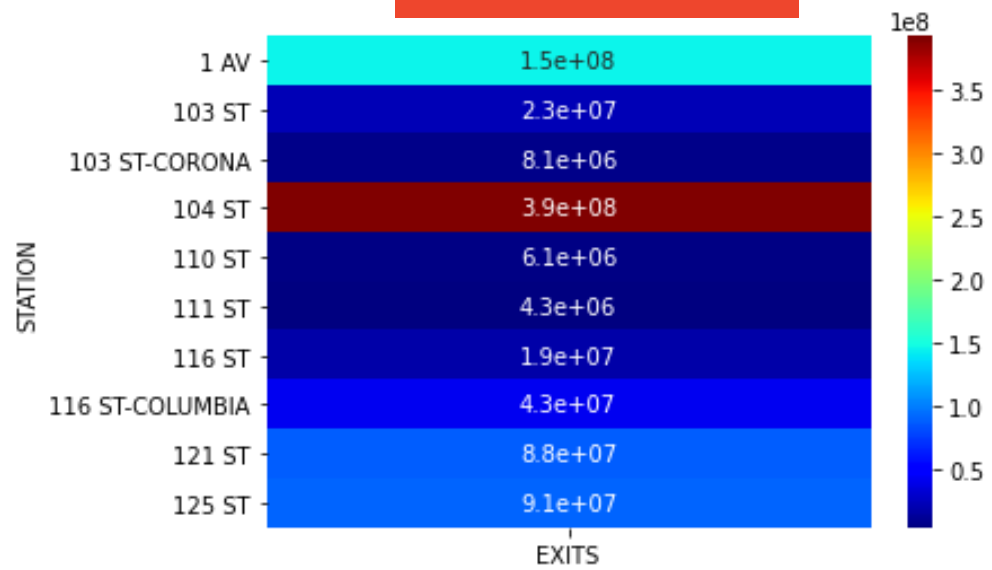 1e8
1 AV 1.5e+08
103 ST 2.3e+07
3.5
103 ST-CORONA 8.1e+06
3.0
104 ST 3.9e+08
2.5
110 ST 6.1e+06
STATION
2.0
111 ST 4.3e+06
116 ST 1.9e+07
1.5
116 ST-COLUMBIA 4.3e+07
1.0
121 ST 8.8e+07
0.5
125 ST 9.1e+07
EXITS